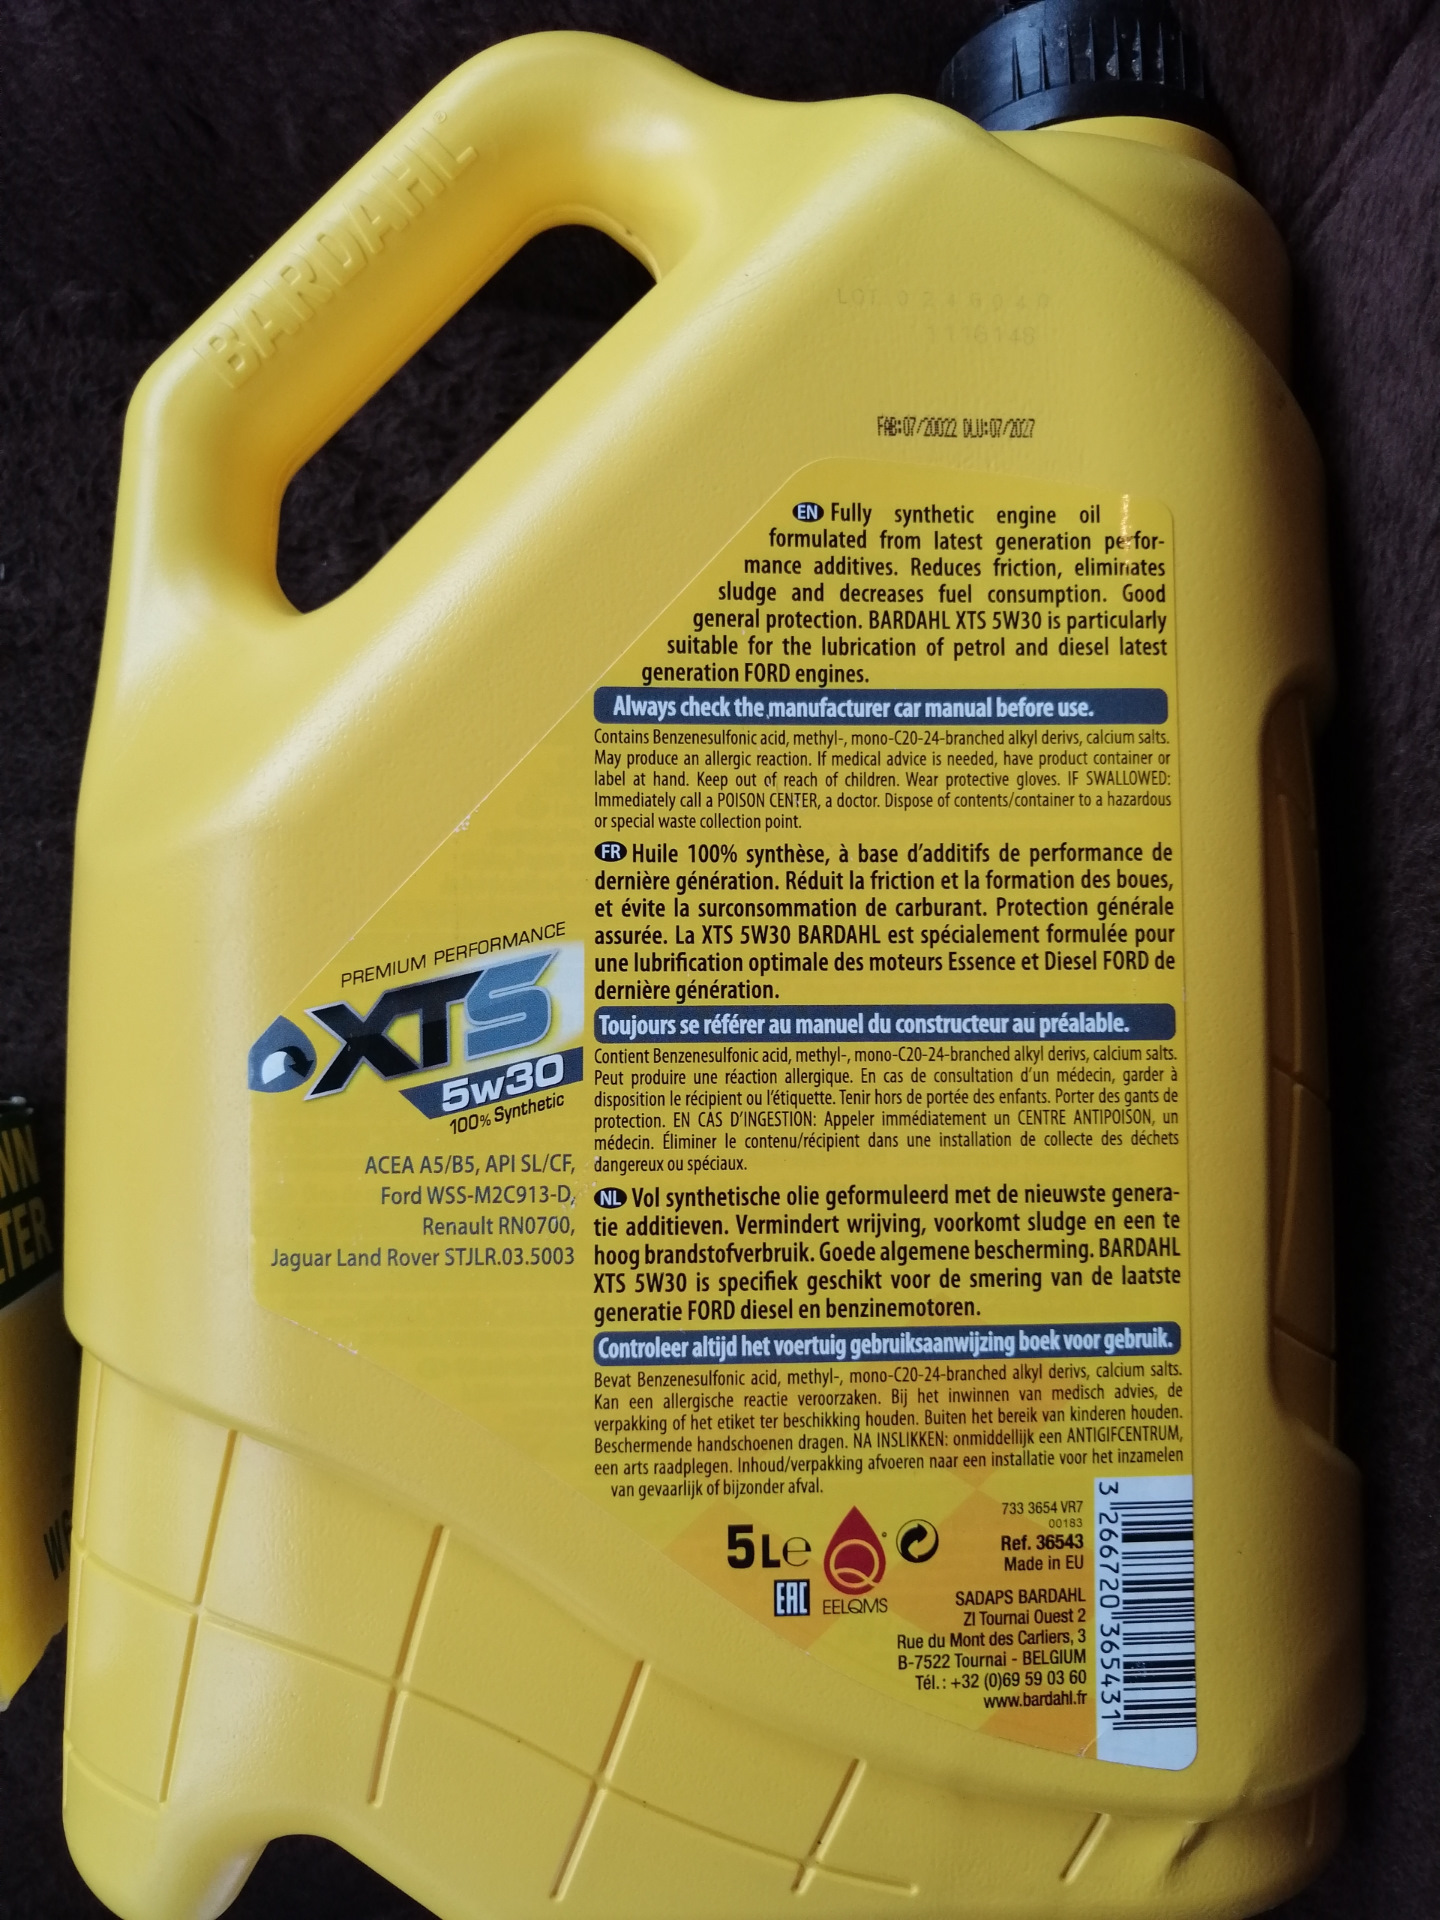 BARDAHL
FAB:07/20022 DLU:07/2027
EN Fully synthetic engine oil
formulated from latest generation perfor-
mance additives. Reduces friction, eliminates
sludge and decreases fuel consumption. Good
general protection. BARDAHL XTS 5W30 is particularly
suitable for the lubrication of petrol and diesel latest
generation FORD engines.
Always check the manufacturer car manual before use.
Contains Benzenesulfonic acid, methyl-, mono-C20-24-branched alkyl derivs, calcium salts.
May produce an allergic reaction. If medical advice is needed, have product container or
label at hand. Keep out of reach of children. Wear protective gloves. IF SWALLOWED:
Immediately call a POISON CENTER, a doctor. Dispose of contents/container to a hazardous
or special waste collection point.
FR Huile 100% synthèse, à base d'additifs de performance de
dernière génération. Réduit la friction et la formation des boues,
et évite la surconsommation de carburant. Protection générale
assurée. La XTS 5W30 BARDAHL est spécialement formulée pour
une lubrification optimale des moteurs Essence et Diesel FORD de
dernière génération.
Toujours se référer au manuel du constructeur au préalable.
Contient Benzenesulfonic acid, methyl-, mono-C20-24-branched alkyl derivs, calcium salts.
Peut produire une réaction allergique. En cas de consultation d'un médecin, garder à
disposition le récipient ou l'étiquette. Tenir hors de portée des enfants. Porter des gants de
protection. EN CAS D'INGESTION: Appeler immédiatement un CENTRE ANTIPOISON, un
médecin. Éliminer le contenu/récipient dans une installation de collecte des déchets
dangereux ou spéciaux.
NL Vol synthetische olie geformuleerd met de nieuwste genera-
tie additieven. Vermindert wrijving, voorkomt sludge en een te
hoog brandstofverbruik. Goede algemene bescherming. BARDAHL
XTS 5W30 is specifiek geschikt voor de smering van de laatste
generatie FORD diesel en benzinemotoren.
Controleer altijd het voertuig gebruiksaanwijzing boek voor gebruik.
Bevat Benzenesulfonic acid, methyl-, mono-C20-24-branched alkyl derivs, calcium salts.
Kan een allergische reactie veroorzaken. Bij het inwinnen van medisch advies, de
verpakking of het etiket ter beschikking houden. Buiten het bereik van kinderen houden.
Beschermende handschoenen dragen. NA INSLIKKEN: onmiddellijk een ANTIGIFCENTRUM,
een arts raadplegen. Inhoud/verpakking afvoeren naar een installatie voor het inzamelen
van gevaarlijk of bijzonder afval.
PREMIUM PERFORMANCE
XTS
5w30
100% Synthetic
ACEA A5/B5, API SL/CF,
Ford WSS-M2C913-D,
Renault RN0700,
Jaguar Land Rover STJLR.03.5003
5 L e
EAC
EELQMS
733 3654 VR7
00183
Ref. 36543
Made in EU
SADAPS BARDAHL
ZI Tournai Ouest 2
Rue du Mont des Carliers, 3
B-7522 Tournai - BELGIUM
Tél.: +32 (0)69 59 03 60
www.bardahl.fr
3 266720 365431